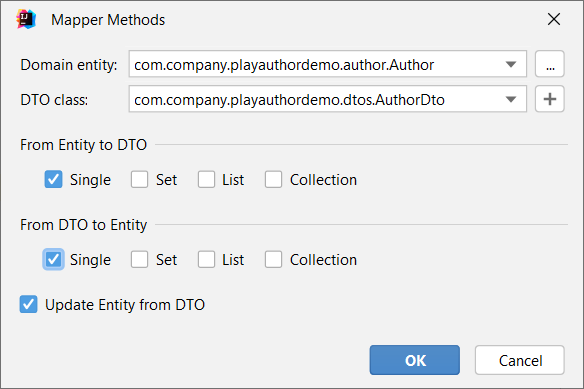 Mapper Methods
Domain entity: com.company.playauthordemo.author.Author ...
DTO class: com.company.playauthordemo.dtos.AuthorDto
From Entity to DTO
Single Set List Collection
From DTO to Entity
Single Set List Collection
Update Entity from DTO
OK Cancel